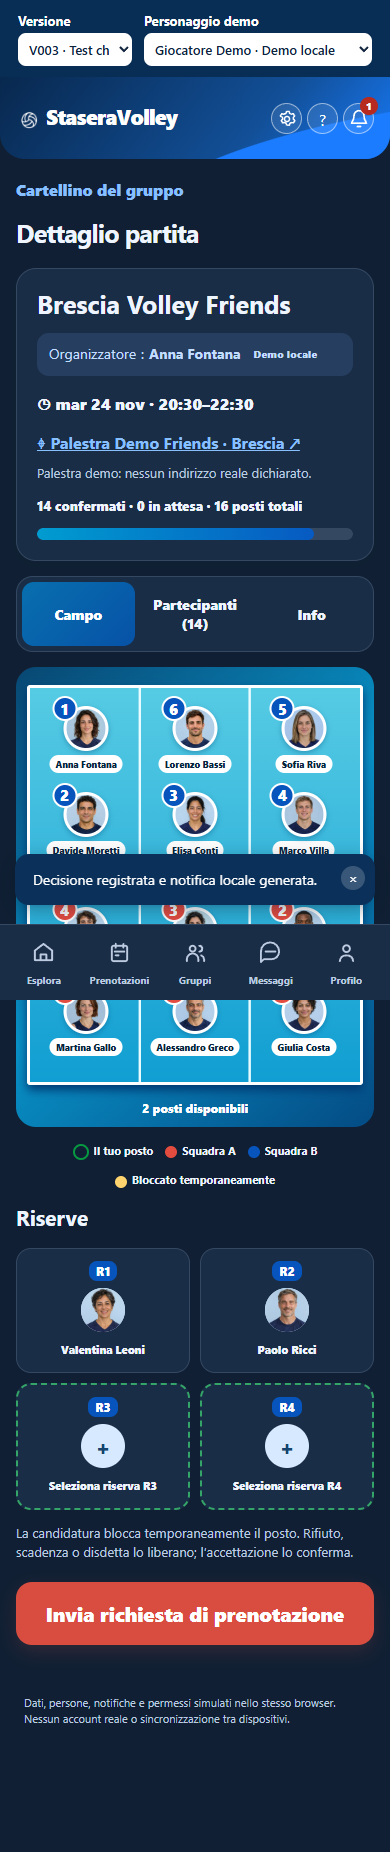 Versione
Personaggio demo
V003 · Test ch
Giocatore Demo · Demo locale
StaseraVolley
?
1
Cartellino del gruppo
Dettaglio partita
Brescia Volley Friends
Organizzatore : Anna Fontana Demo locale
mar 24 nov · 20:30–22:30
Palestra Demo Friends · Brescia ↗
Palestra demo: nessun indirizzo reale dichiarato.
14 confermati · 0 in attesa · 16 posti totali
Campo
Partecipanti
(14)
Info
1
6
5
Anna Fontana
Lorenzo Bassi
Sofia Riva
2
3
4
Davide Moretti
Elisa Conti
Marco Villa
Decisione registrata e notifica locale generata.
×
4
3
2
Esplora
Prenotazioni
Gruppi
Messaggi
Profilo
Martina Gallo
Alessandro Greco
Giulia Costa
2 posti disponibili
Il tuo posto
Squadra A
Squadra B
Bloccato temporaneamente
Riserve
R1
R2
Valentina Leoni
Paolo Ricci
R3
R4
+
+
Seleziona riserva R3
Seleziona riserva R4
La candidatura blocca temporaneamente il posto. Rifiuto,
scadenza o disdetta lo liberano; l'accettazione lo conferma.
Invia richiesta di prenotazione
Dati, persone, notifiche e permessi simulati nello stesso browser.
Nessun account reale o sincronizzazione tra dispositivi.